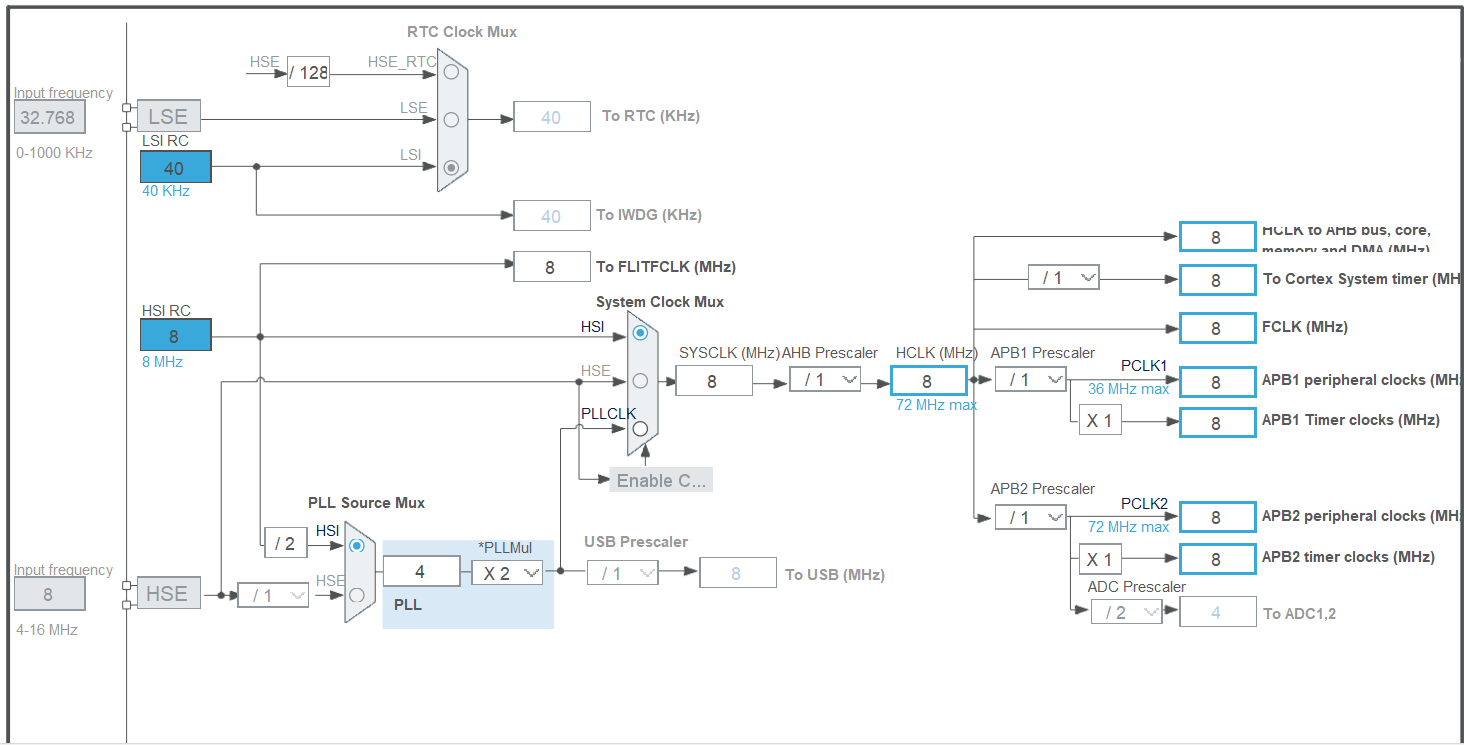 RTC Clock Mux
HSE
/ 128
HSE_RTC
Input frequency
32.768
0-1000 KHz
LSE
LSE
40
To RTC (KHz)
LSI RC
40
40 KHz
LSI
40
To IWDG (KHz)
8
To FLITFCLK (MHz)
HSI RC
8
8 MHz
System Clock Mux
HSI
HSE
PLLCLK
Enable C...
SYSCLK (MHz)
8
AHB Prescaler
/ 1
HCLK (MHz)
8
72 MHz max
8
HCLK to AHB bus, core,
memory and DMA (MHz)
/ 1
8
To Cortex System timer (MH
8
FCLK (MHz)
APB1 Prescaler
/ 1
PCLK1
36 MHz max
8
APB1 peripheral clocks (MH
X 1
8
APB1 Timer clocks (MHz)
APB2 Prescaler
/ 1
PCLK2
72 MHz max
8
APB2 peripheral clocks (MH
X 1
8
APB2 timer clocks (MHz)
ADC Prescaler
/ 2
4
To ADC1,2
PLL Source Mux
/ 2
HSI
Input frequency
8
4-16 MHz
HSE
/ 1
HSE
4
*PLLMul
X 2
PLL
USB Prescaler
/ 1
8
To USB (MHz)